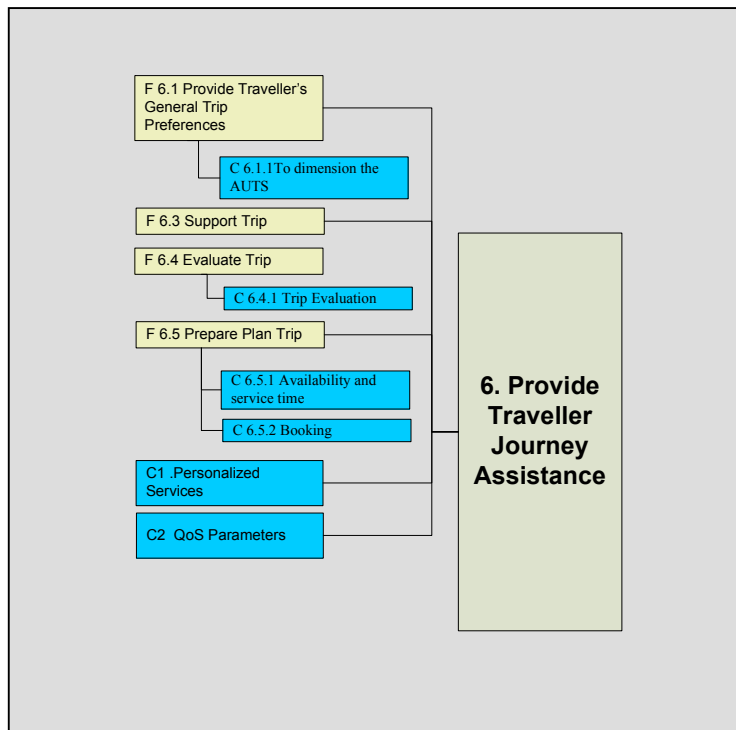 F 6.1 Provide Traveller's
General Trip
Preferences
C 6.1.1To dimension the
AUTS
F 6.3 Support Trip
F 6.4 Evaluate Trip
C 6.4.1 Trip Evaluation
F 6.5 Prepare Plan Trip
C 6.5.1 Availability and
service time
C 6.5.2 Booking
C1 .Personalized
Services
C2 QoS Parameters
6. Provide
Traveller
Journey
Assistance